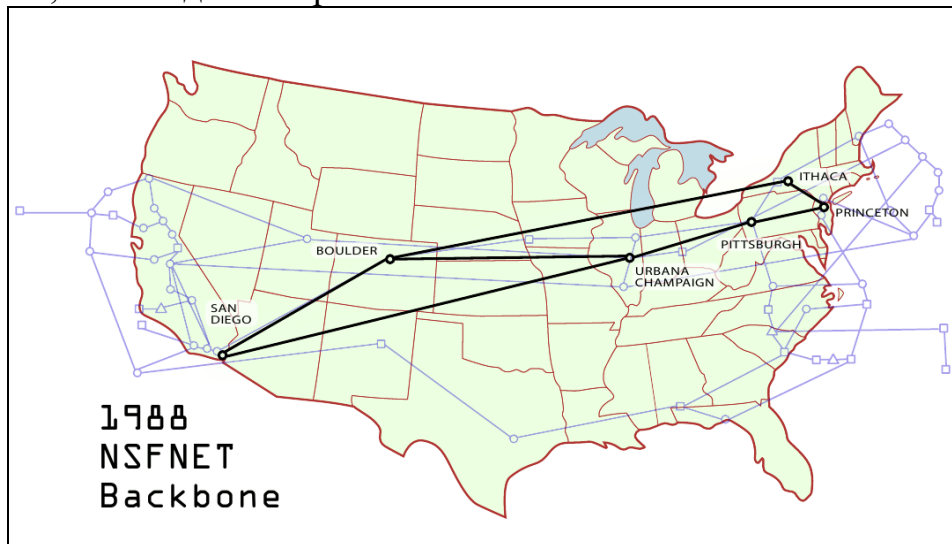 ITHACA
PRINCETON
PITTSBURGH
BOULDER
URBANA
CHAMPAIGN
SAN
DIEGO
1988
NSFNET
Backbone